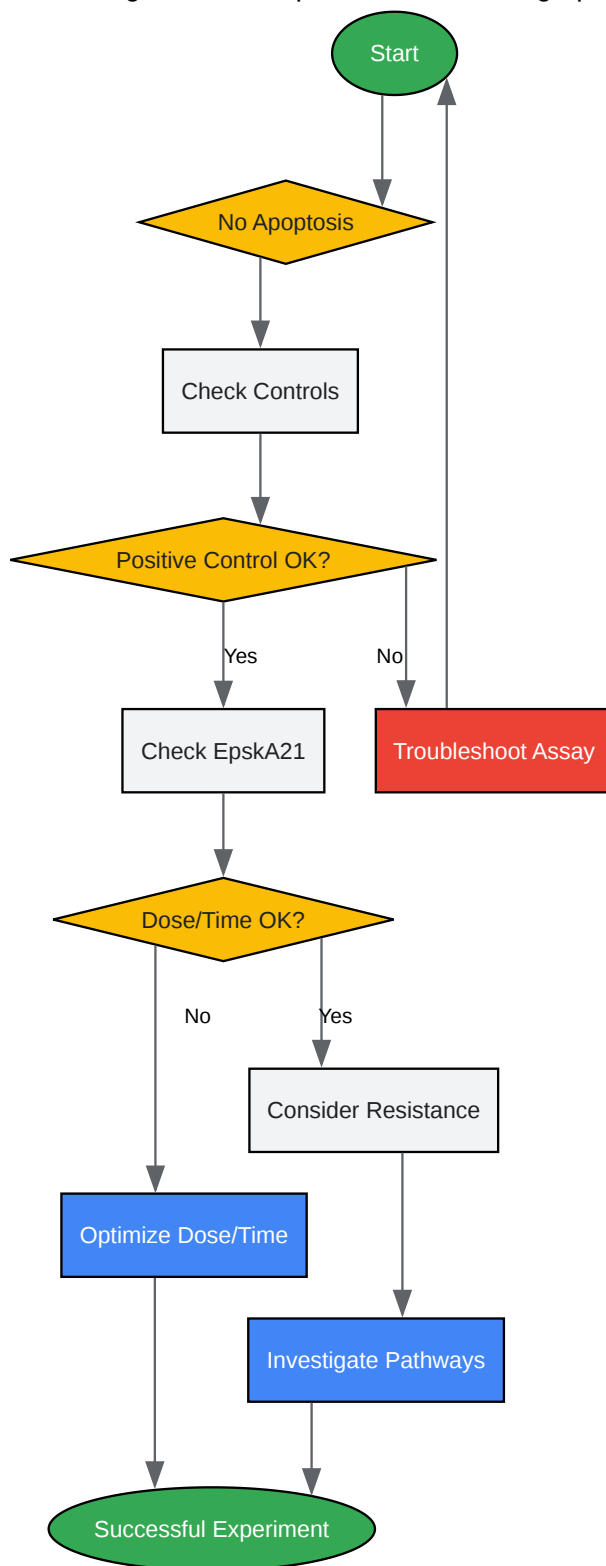 Start
No Apoptosis
Check Controls
Positive Control OK?
Yes
No
Check EpskA21
Troubleshoot Assay
Dose/Time OK?
No
Yes
Consider Resistance
Optimize Dose/Time
Investigate Pathways
Successful Experiment